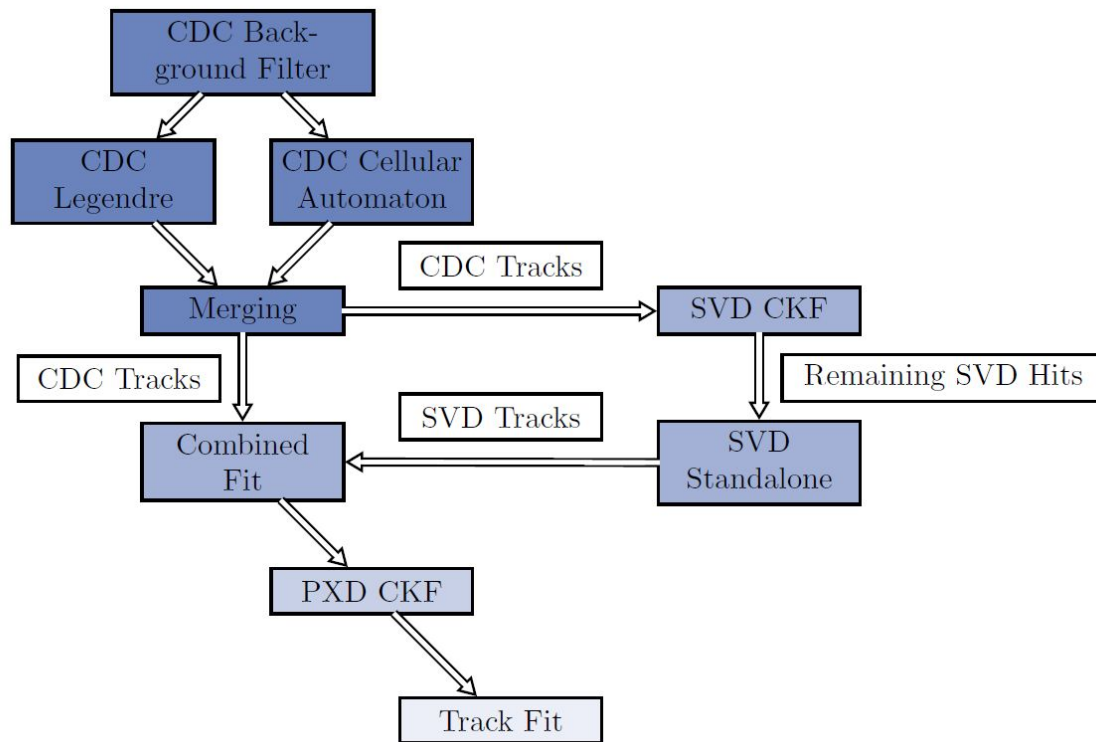 CDC Back-
ground Filter
CDC
Legendre
CDC Cellular
Automaton
CDC Tracks
Merging
SVD CKF
CDC Tracks
Remaining SVD Hits
SVD Tracks
Combined
Fit
SVD
Standalone
PXD CKF
Track Fit